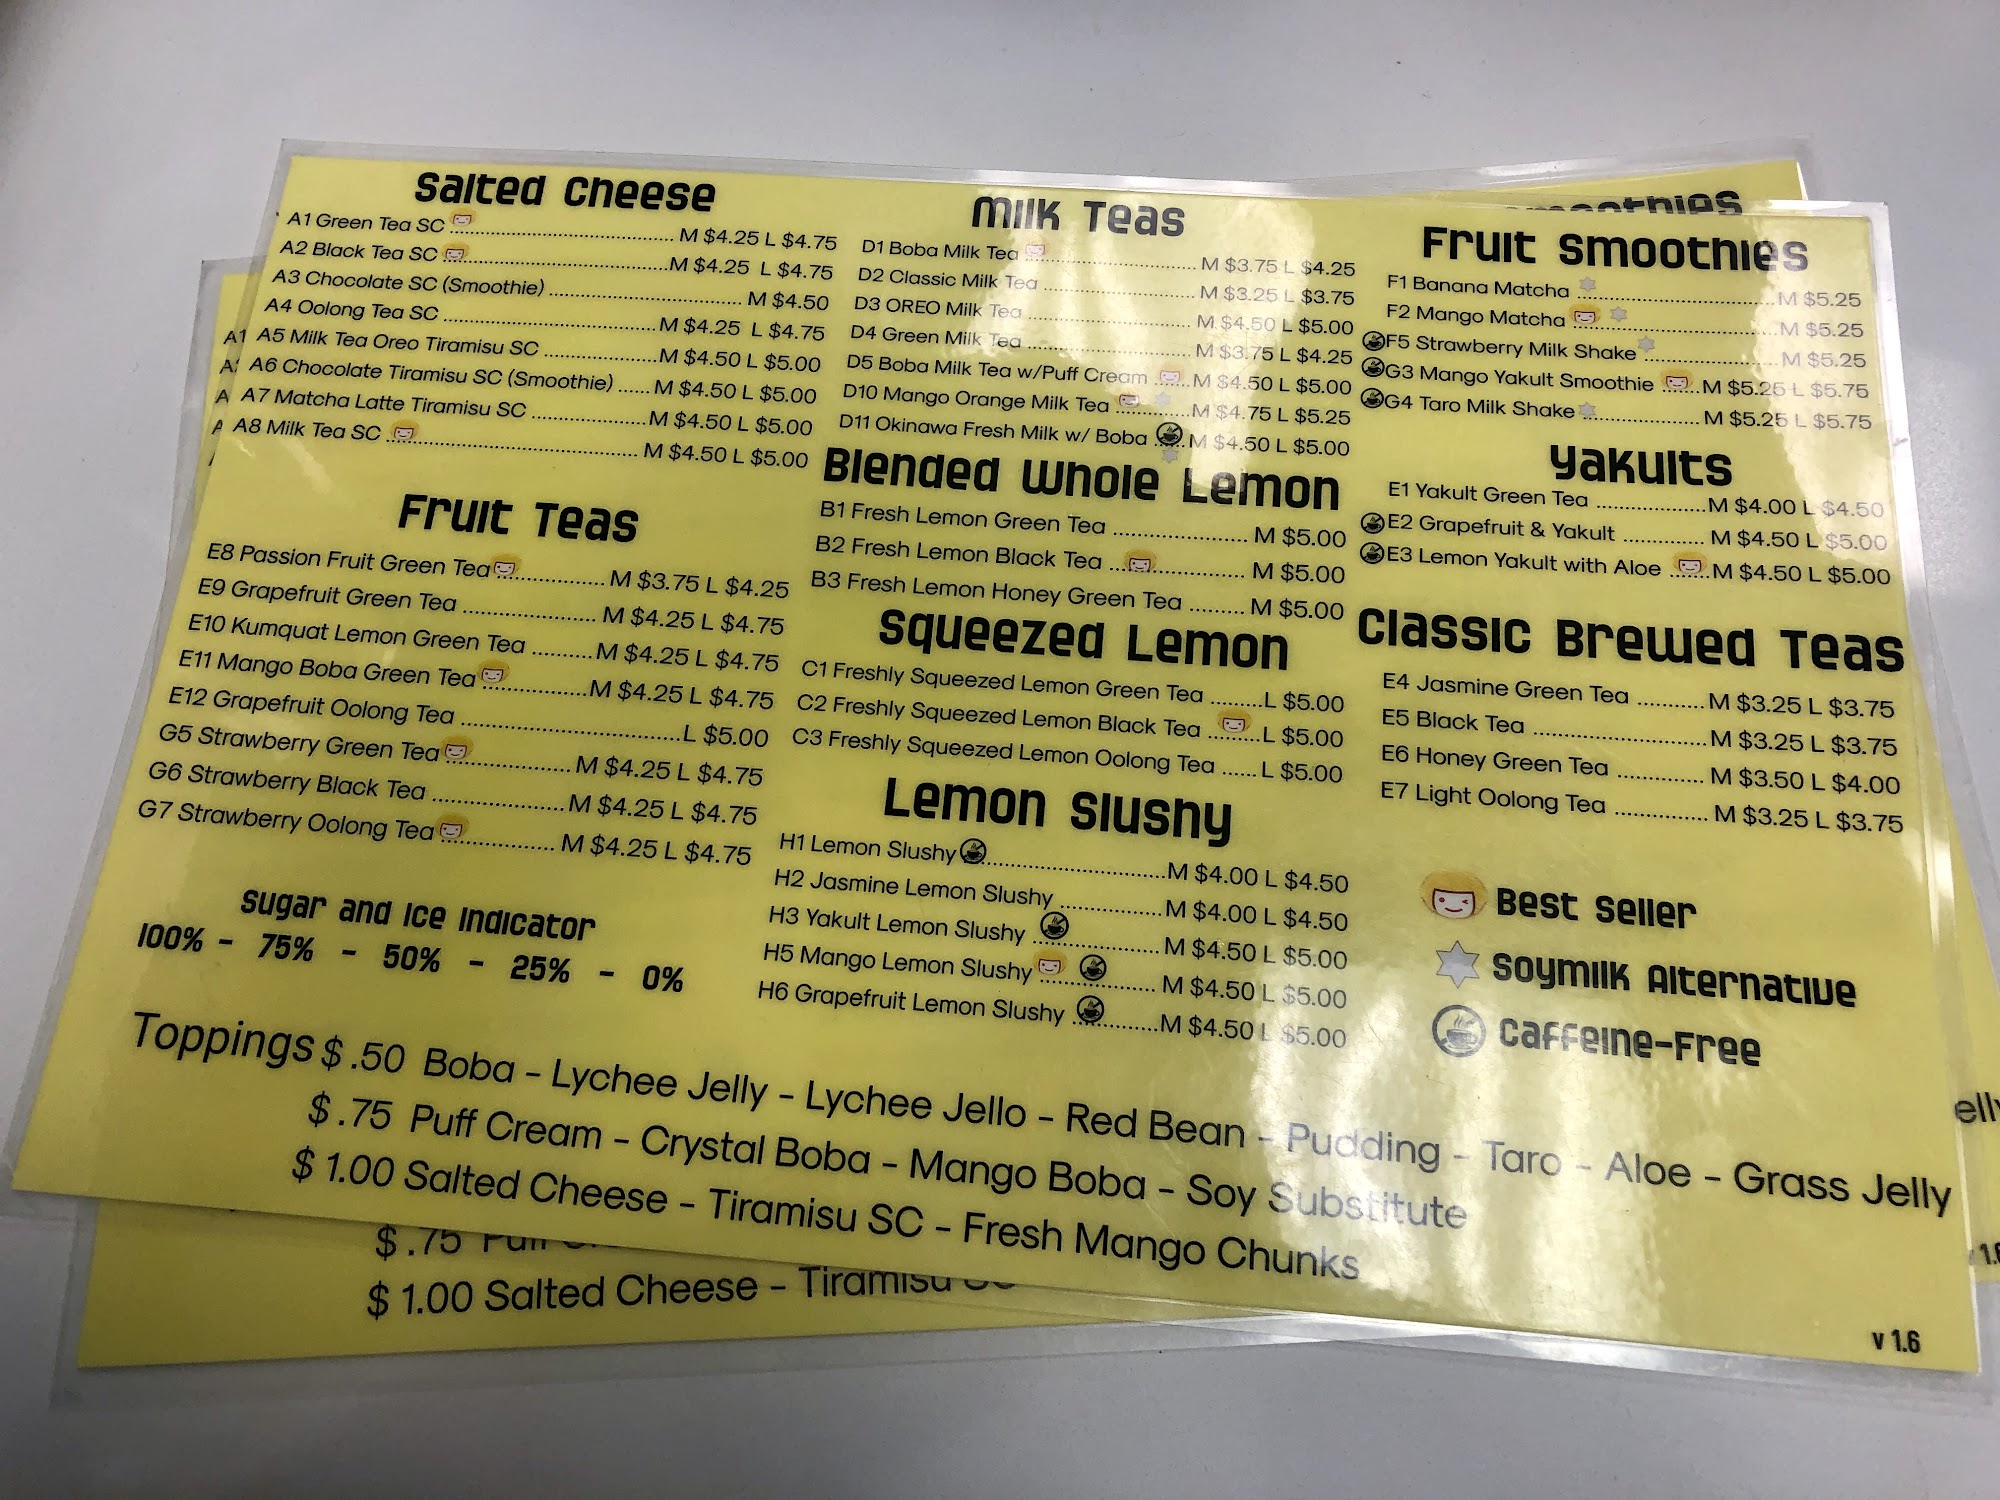 Salted Cheese
A1 Green Tea SC M $4.25 L $4.75
A2 Black Tea SC M $4.25 L $4.75
A3 Chocolate SC (Smoothie) M $4.50
A4 Oolong Tea SC M $4.25 L $4.75
A5 Milk Tea Oreo Tiramisu SC M $4.50 L $5.00
A6 Chocolate Tiramisu SC (Smoothie) M $4.50 L $5.00
A7 Matcha Latte Tiramisu SC M $4.50 L $5.00
A8 Milk Tea SC M $4.50 L $5.00
Fruit Teas
E8 Passion Fruit Green Tea M $3.75 L $4.25
E9 Grapefruit Green Tea M $4.25 L $4.75
E10 Kumquat Lemon Green Tea M $4.25 L $4.75
E11 Mango Boba Green Tea M $4.25 L $4.75
E12 Grapefruit Oolong Tea L $5.00
G5 Strawberry Green Tea M $4.25 L $4.75
G6 Strawberry Black Tea M $4.25 L $4.75
G7 Strawberry Oolong Tea M $4.25 L $4.75
Sugar and Ice Indicator
100% - 75% - 50% - 25% - 0%
Milk Teas
D1 Boba Milk Tea M $3.75 L $4.25
D2 Classic Milk Tea M $3.25 L $3.75
D3 OREO Milk Tea M $4.50 L $5.00
D4 Green Milk Tea M $3.75 L $4.25
D5 Boba Milk Tea w/Puff Cream M $4.50 L $5.00
D10 Mango Orange Milk Tea M $4.75 L $5.25
D11 Okinawa Fresh Milk w/ Boba M $4.50 L $5.00
Blended Whole Lemon
B1 Fresh Lemon Green Tea M $5.00
B2 Fresh Lemon Black Tea M $5.00
B3 Fresh Lemon Honey Green Tea M $5.00
Squeezed Lemon
C1 Freshly Squeezed Lemon Green Tea L $5.00
C2 Freshly Squeezed Lemon Black Tea L $5.00
C3 Freshly Squeezed Lemon Oolong Tea L $5.00
Lemon Slushy
H1 Lemon Slushy M $4.00 L $4.50
H2 Jasmine Lemon Slushy M $4.00 L $4.50
H3 Yakult Lemon Slushy M $4.50 L $5.00
H5 Mango Lemon Slushy M $4.50 L $5.00
H6 Grapefruit Lemon Slushy M $4.50 L $5.00
Fruit Smoothies
F1 Banana Matcha M $5.25
F2 Mango Matcha M $5.25
F5 Strawberry Milk Shake M $5.25
G3 Mango Yakult Smoothie M $5.25 L $5.75
G4 Taro Milk Shake M $5.25 L $5.75
Yakults
E1 Yakult Green Tea M $4.00 L $4.50
E2 Grapefruit & Yakult M $4.50 L $5.00
E3 Lemon Yakult with Aloe M $4.50 L $5.00
Classic Brewed Teas
E4 Jasmine Green Tea M $3.25 L $3.75
E5 Black Tea M $3.25 L $3.75
E6 Honey Green Tea M $3.50 L $4.00
E7 Light Oolong Tea M $3.25 L $3.75
Best Seller
Soymilk Alternative
Caffeine-Free
Toppings $ .50 Boba - Lychee Jelly - Lychee Jello - Red Bean - Pudding - Taro - Aloe - Grass Jelly
$ .75 Puff Cream - Crystal Boba - Mango Boba - Soy Substitute
$ 1.00 Salted Cheese - Tiramisu SC - Fresh Mango Chunks
v 1.6
Smoothies
A1
$ .75 Puff
$ 1.00 Salted Cheese - Tiramisu SC